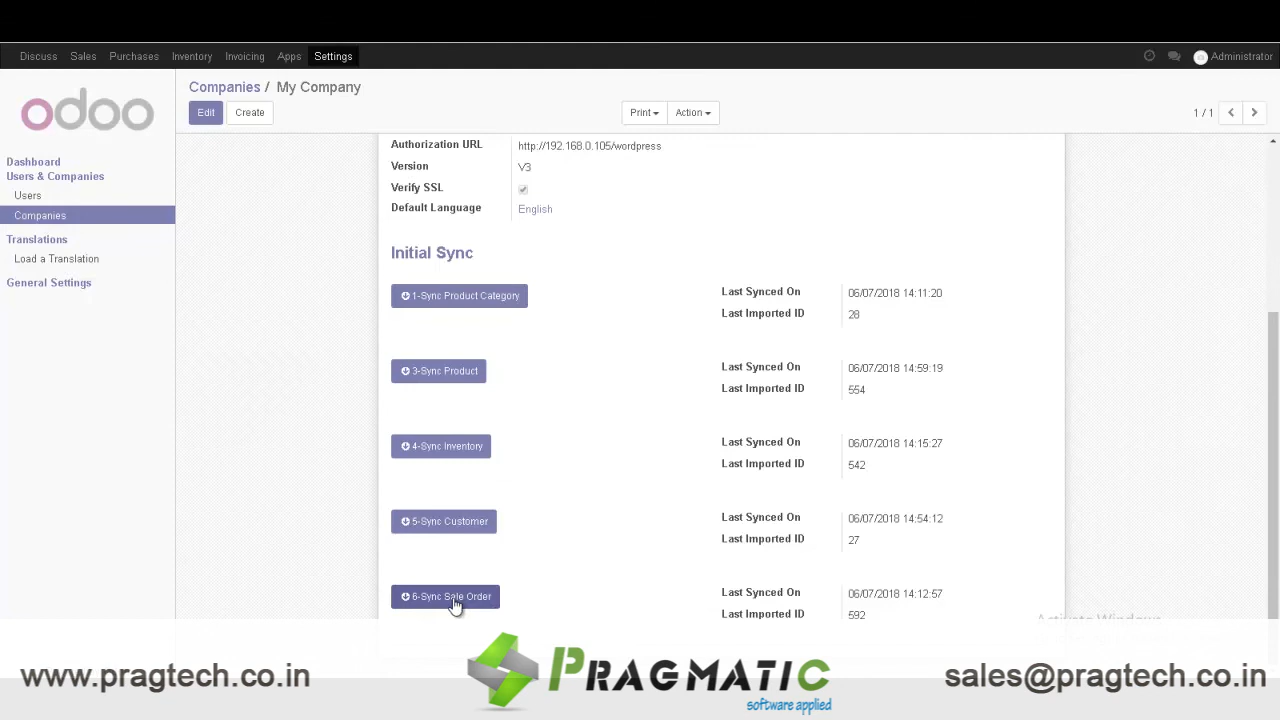 Discuss Sales Purchases Inventory Invoicing Apps Settings Administrator
odoo
Companies / My Company
Edit Create Print Action 1 / 1
Dashboard
Users & Companies
Users
Companies
Translations
Load a Translation
General Settings
Authorization URL http://192.168.0.105/wordpress
Version V3
Verify SSL
Default Language English
Initial Sync
1-Sync Product Category Last Synced On 06/07/2018 14:11:20
Last Imported ID 28
3-Sync Product Last Synced On 06/07/2018 14:59:19
Last Imported ID 554
4-Sync Inventory Last Synced On 06/07/2018 14:15:27
Last Imported ID 542
5-Sync Customer Last Synced On 06/07/2018 14:54:12
Last Imported ID 27
6-Sync Sale Order Last Synced On 06/07/2018 14:12:57
Last Imported ID 592
Activate Windows
www.pragtech.co.in PRAGMATIC sales@pragtech.co.in
software applied